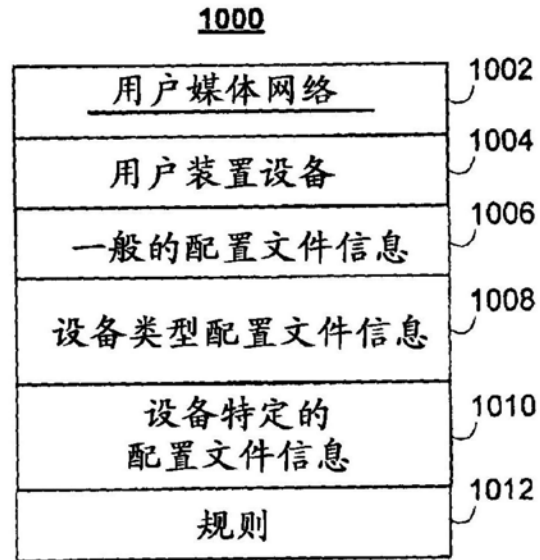 1000
用户媒体网络
1002
用户装置设备
1004
一般的配置文件信息
1006
设备类型配置文件信息
1008
设备特定的
配置文件信息
1010
规则
1012